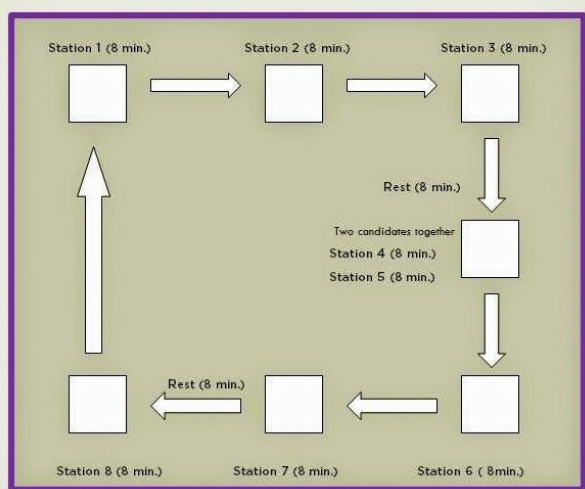 Station 1 (8 min.)
Station 2 (8 min.)
Station 3 (8 min.)
Rest (8 min.)
Two candidates together
Station 4 (8 min.)
Station 5 (8 min.)
Rest (8 min.)
Station 8 (8 min.)
Station 7 (8 min.)
Station 6 ( 8min.)